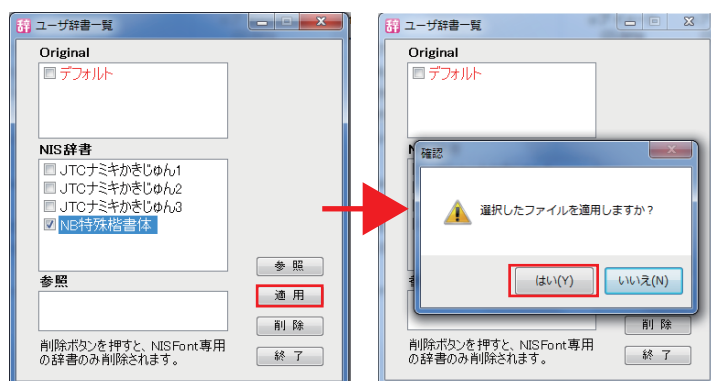 辞 ユーザ辞書一覧
Original
デフォルト
NIS辞書
JTCナミキかきじゅん1
JTCナミキかきじゅん2
JTCナミキかきじゅん3
NB特殊楷書体
参照
参 照
適 用
削 除
終 了
削除ボタンを押すと、NISFont専用
の辞書のみ削除されます。
辞 ユーザ辞書一覧
Original
デフォルト
確認
選択したファイルを適用しますか？
はい(Y)
いいえ(N)
削 除
終 了
削除ボタンを押すと、NISFont専用
の辞書のみ削除されます。